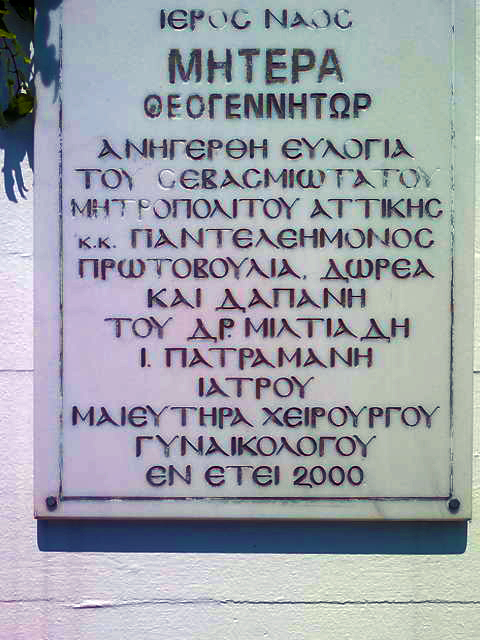 ΙΕΡΟΣ ΝΑΟΣ
ΜΗΤΕΡΑ
ΘΕΟΓΕΝΝΗΤΩΡ
ΑΝΗΓΕΡΘΗ ΕΥΛΟΓΙΑ
ΤΟΥ ΣΕΒΑΣΜΙΩΤΑΤΟΥ
ΜΗΤΡΟΠΟΛΙΤΟΥ ΑΤΤΙΚΗΣ
κ.κ. ΠΑΝΤΕΛΕΗΜΟΝΟΣ
ΠΡΩΤΟΒΟΥΛΙΑ, ΔΩΡΕΑ
ΚΑΙ ΔΑΠΑΝΗ
ΤΟΥ ΔΡ. ΜΙΛΤΙΑΔΗ
Ι. ΠΑΤΡΑΜΑΝΗ
ΙΑΤΡΟΥ
ΜΑΙΕΥΤΗΡΑ ΧΕΙΡΟΥΡΓΟΥ
ΓΥΝΑΙΚΟΛΟΓΟΥ
ΕΝ ΕΤΕΙ 2000